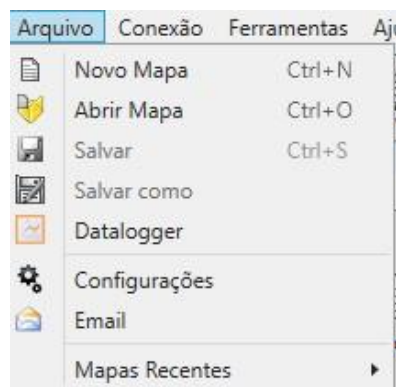 Arquivo Conexão Ferramentas
Novo Mapa Ctrl+N
Abrir Mapa Ctrl+O
Salvar Ctrl+S
Salvar como
Datalogger
Configurações
Email
Mapas Recentes